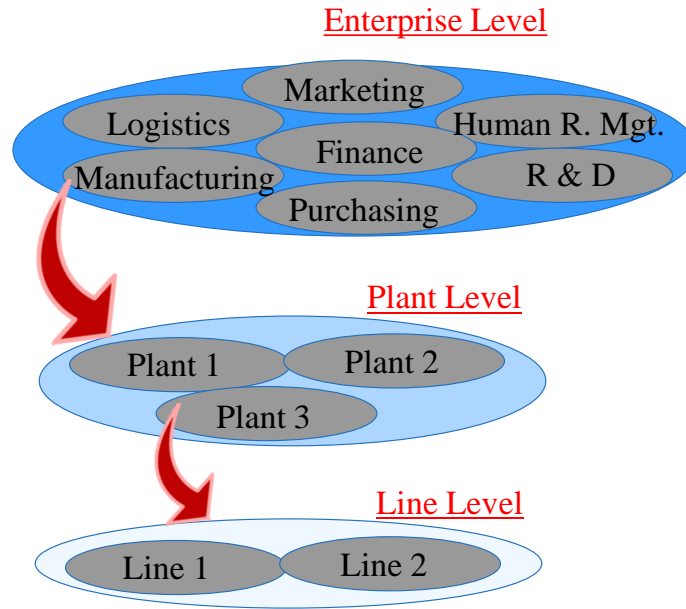 Enterprise Level
Marketing
Logistics
Human R. Mgt.
Finance
Manufacturing
R & D
Purchasing
Plant Level
Plant 1
Plant 2
Plant 3
Line Level
Line 1
Line 2